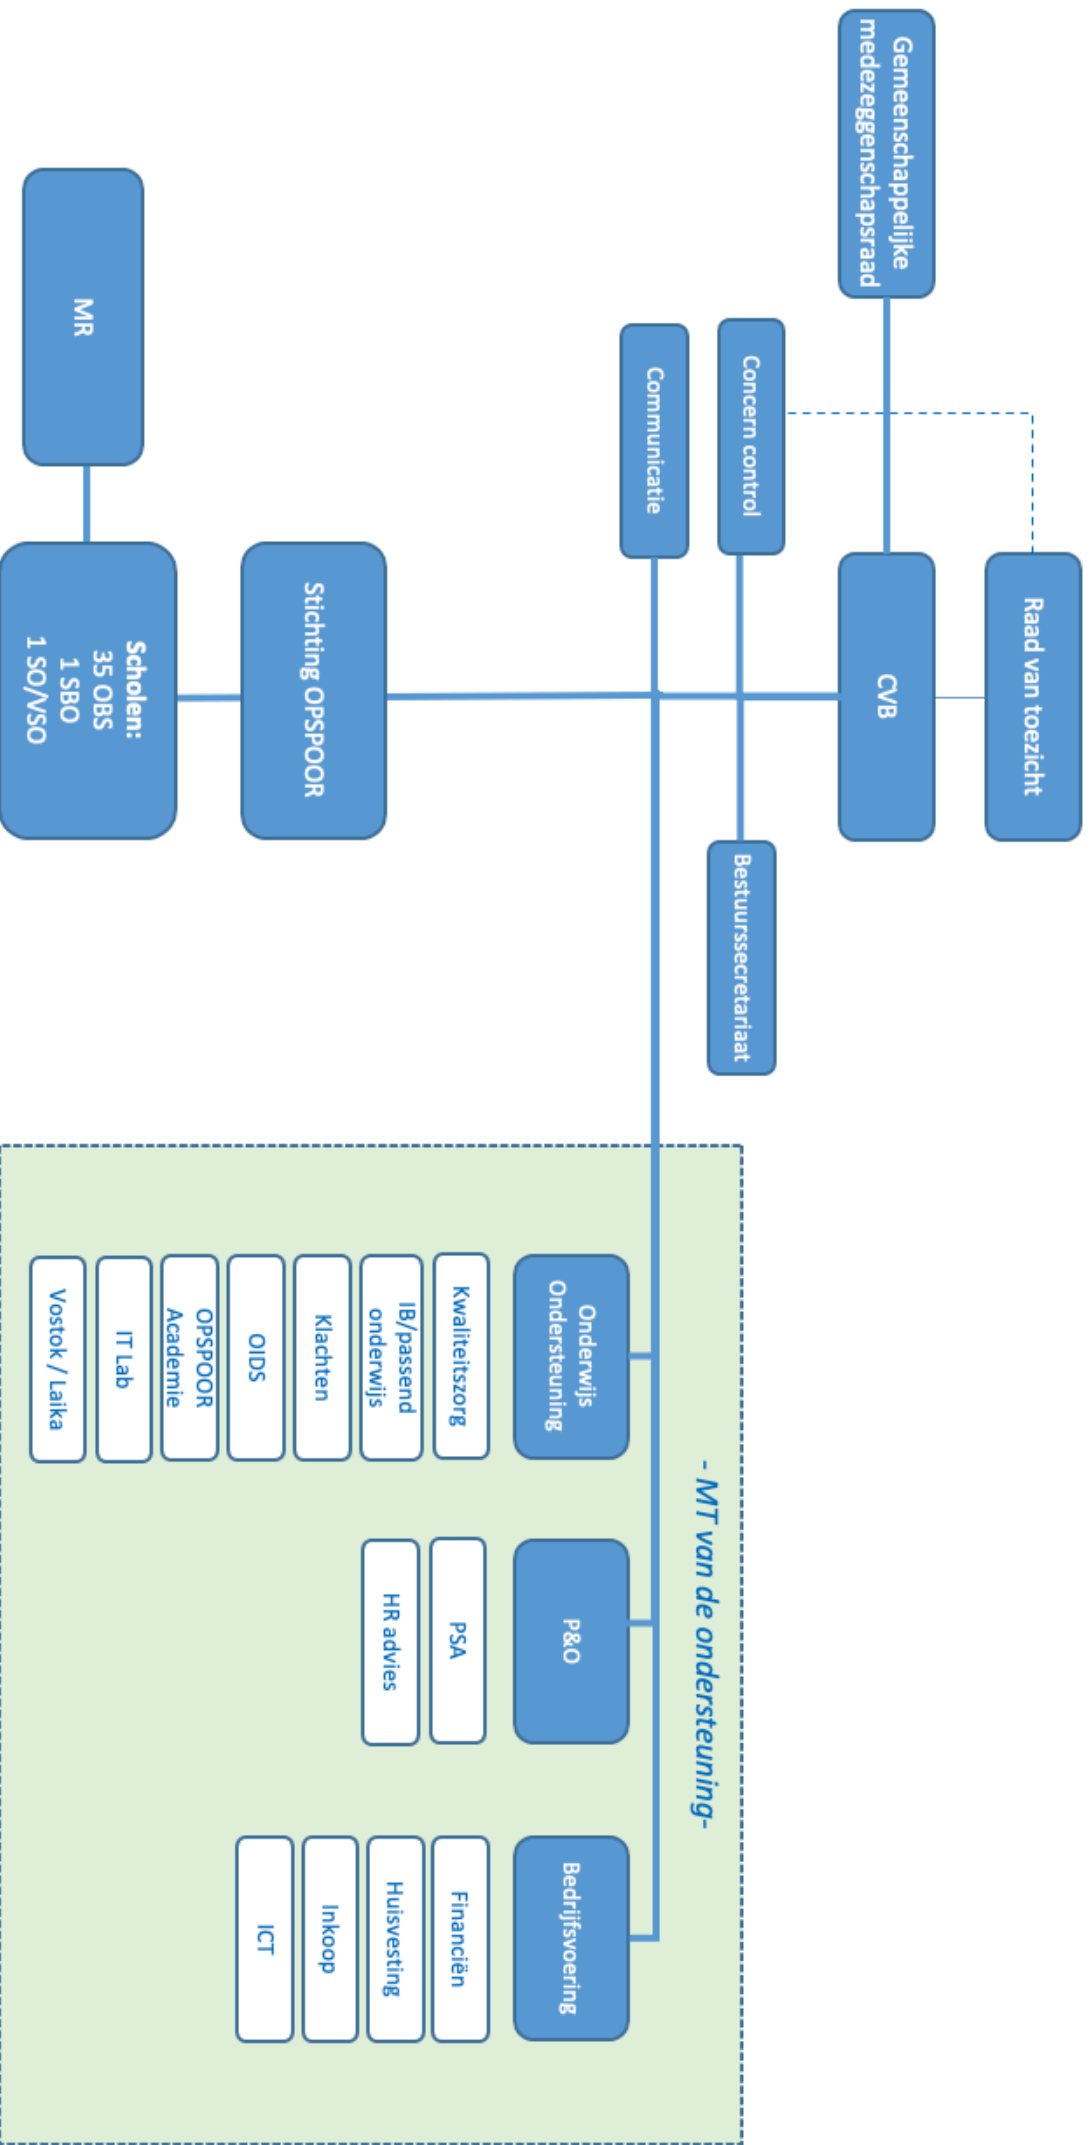 Raad van toezicht
Gemeenschappelijke
medezeggenschapsraad
CVB
Concern control
Bestuurssecretariaat
Communicatie
- MT van de ondersteuning-
Onderwijs
Ondersteuning
Kwaliteitszorg
IB/passend
onderwijs
Klachten
OIDS
OPSPOOR
Academie
IT Lab
Vostok / Laika
P&O
PSA
HR advies
Bedrijfsvoering
Financiën
Huisvesting
Inkoop
ICT
Stichting OPSPOOR
MR
Scholen:
35 OBS
1 SBO
1 SO/VSO